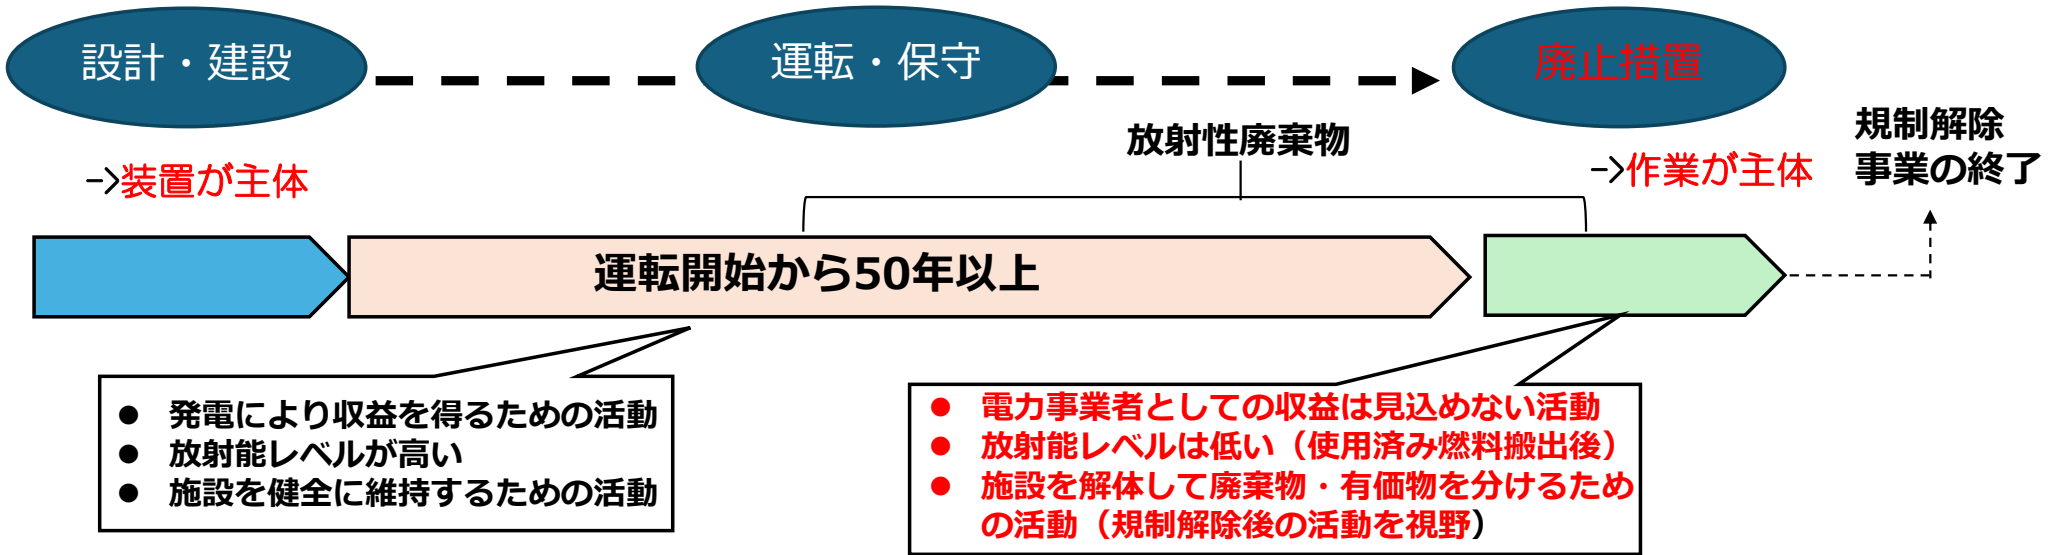 設計・建設
運転・保守
廃止措置
放射性廃棄物
規制解除
事業の終了
→装置が主体
→作業が主体
運転開始から50年以上
● 発電により収益を得るための活動
● 放射能レベルが高い
● 施設を健全に維持するための活動
● 電力事業者としての収益は見込めない活動
● 放射能レベルは低い（使用済み燃料搬出後）
● 施設を解体して廃棄物・有価物を分けるため
の活動（規制解除後の活動を視野）